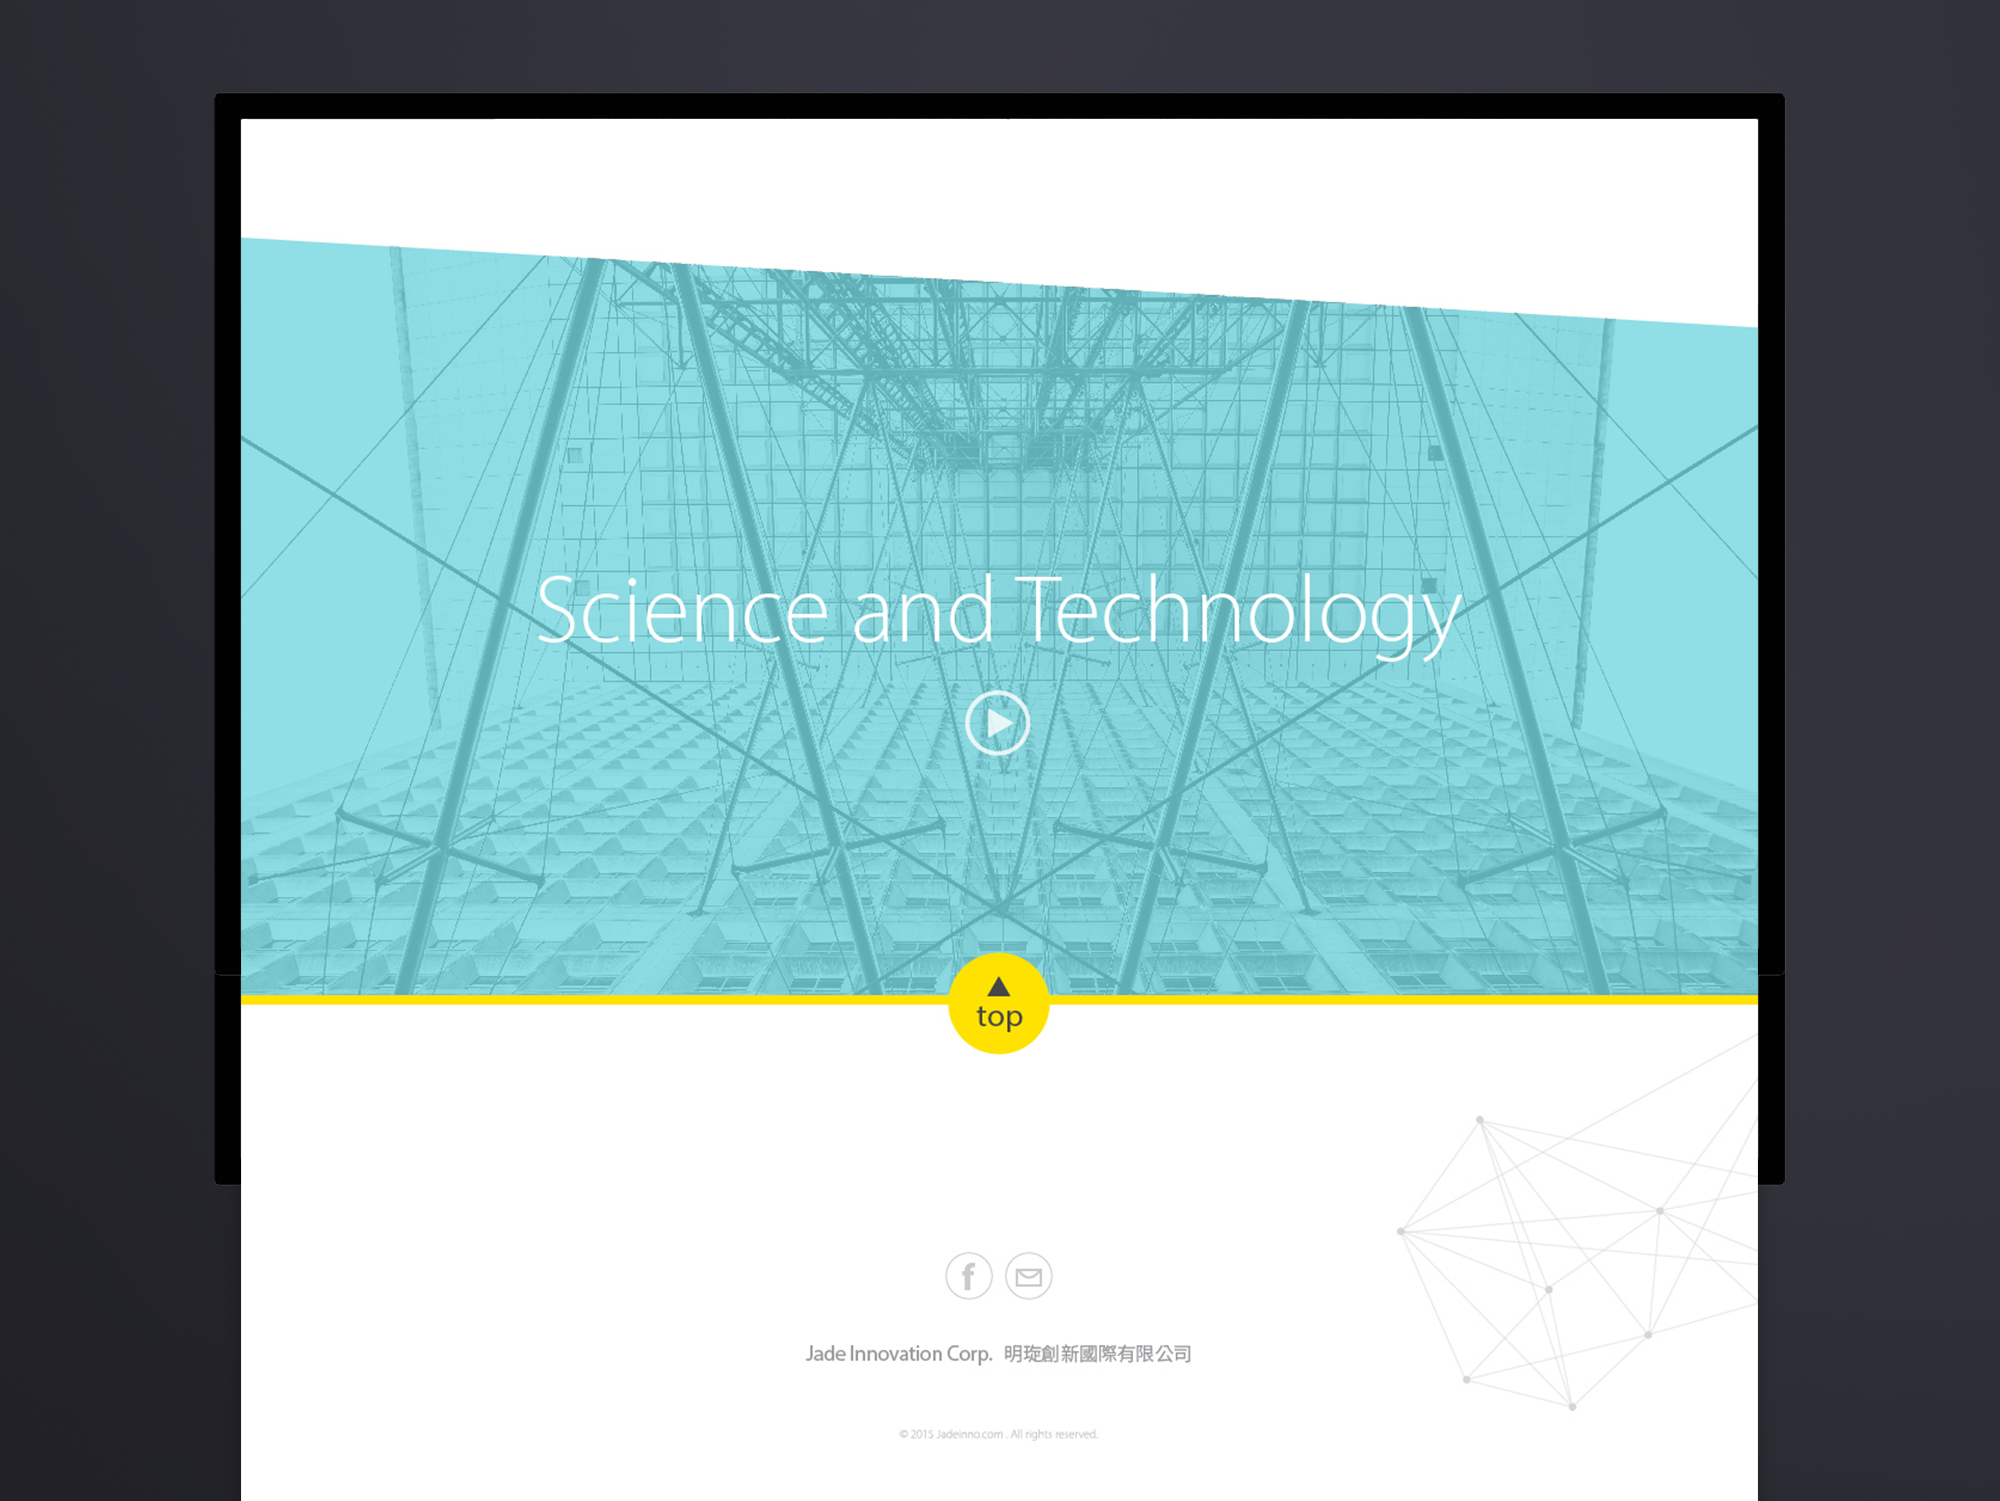 Science and Technology
top
Jade Innovation Corp. 明琁創新國際有限公司
© 2015 Jadeinno.com . All rights reserved.